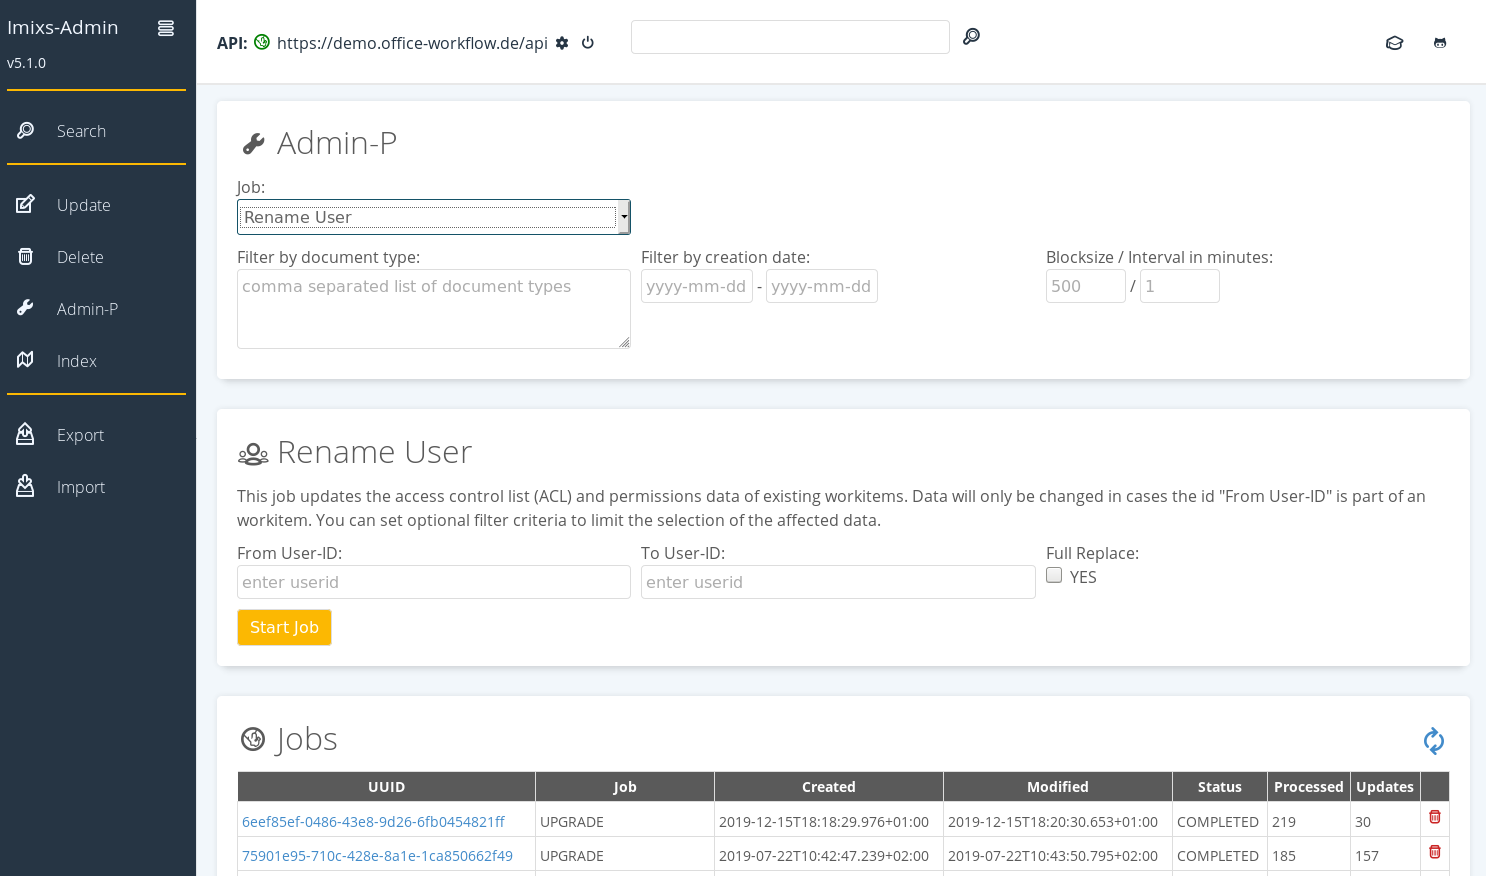 Imixs-Admin
v5.1.0
Search
Update
Delete
Admin-P
Index
Export
Import
API: https://demo.office-workflow.de/api
Admin-P
Job:
Rename User
Filter by document type: Filter by creation date: Blocksize / Interval in minutes:
comma separated list of document types yyyy-mm-dd - yyyy-mm-dd 500 / 1
Rename User
This job updates the access control list (ACL) and permissions data of existing workitems. Data will only be changed in cases the id "From User-ID" is part of an
workitem. You can set optional filter criteria to limit the selection of the affected data.
From User-ID: To User-ID: Full Replace:
enter userid enter userid YES
Start Job
Jobs
UUID Job Created Modified Status Processed Updates
6eef85ef-0486-43e8-9d26-6fb0454821ff UPGRADE 2019-12-15T18:18:29.976+01:00 2019-12-15T18:20:30.653+01:00 COMPLETED 219 30
75901e95-710c-428e-8a1e-1ca850662f49 UPGRADE 2019-07-22T10:42:47.239+02:00 2019-07-22T10:43:50.795+02:00 COMPLETED 185 157